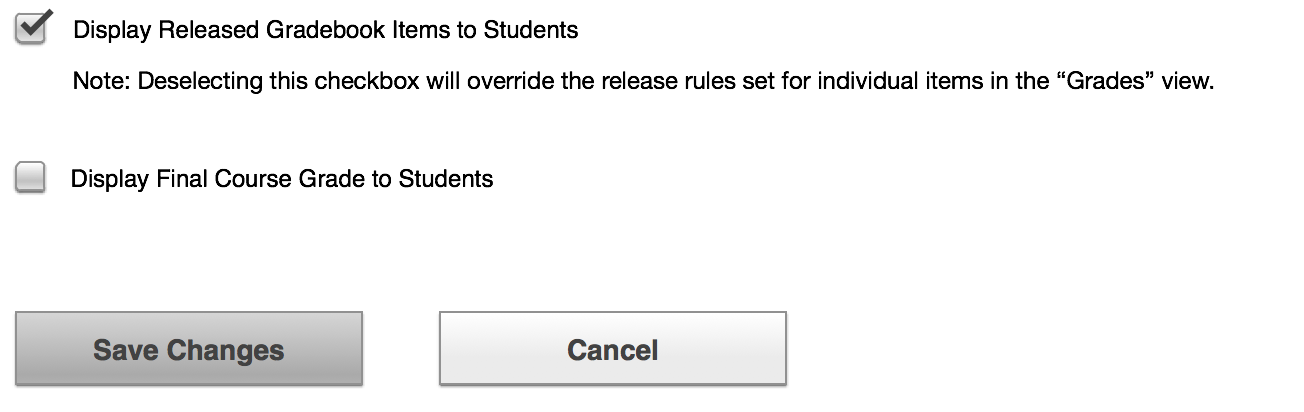 Display Released Gradebook Items to Students
Note: Deselecting this checkbox will override the release rules set for individual items in the “Grades” view.
Display Final Course Grade to Students
Save Changes
Cancel